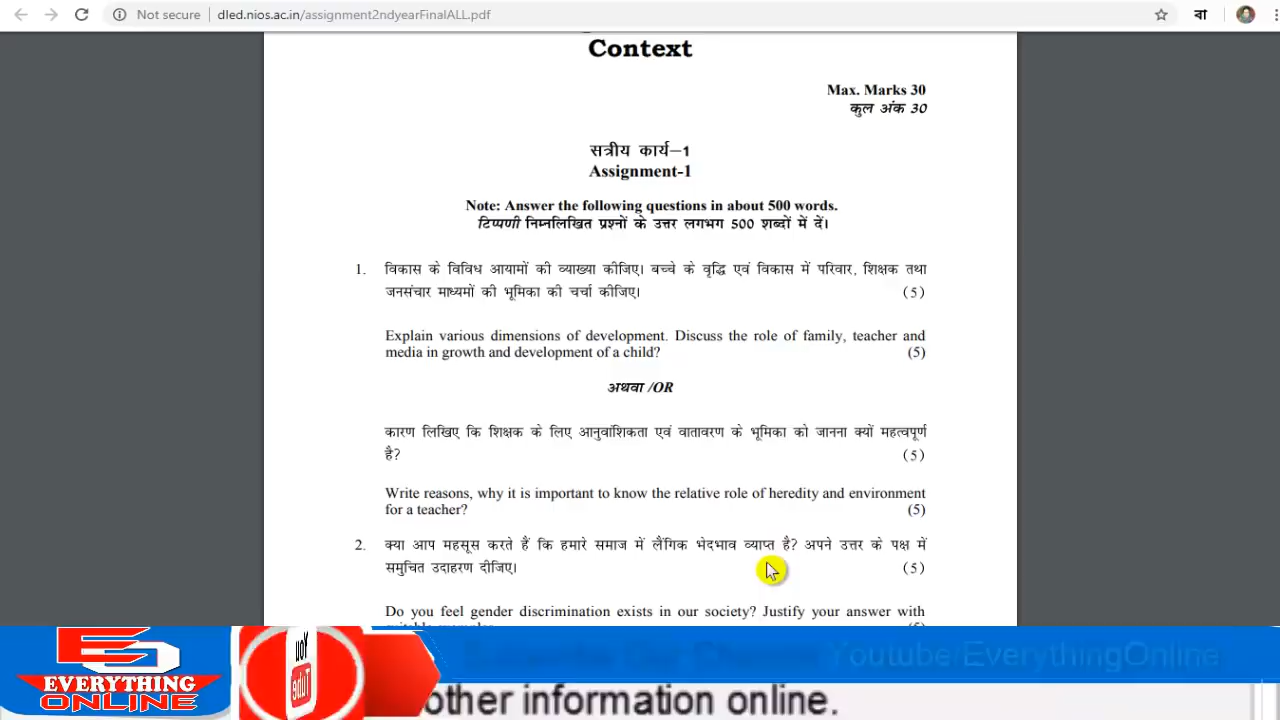 Not secure
dled.nios.ac.in/assignment2ndyearFinalALL.pdf
বা
Context
Max. Marks 30
कुल अंक 30
सत्रीय कार्य–1
Assignment-1
Note: Answer the following questions in about 500 words.
टिप्पणी निम्नलिखित प्रश्नों के उत्तर लगभग 500 शब्दों में दें।
1. विकास के विविध आयामों की व्याख्या कीजिए। बच्चे के वृद्धि एवं विकास में परिवार, शिक्षक तथा
जनसंचार माध्यमों की भूमिका की चर्चा कीजिए। (5)
Explain various dimensions of development. Discuss the role of family, teacher and
media in growth and development of a child? (5)
अथवा /OR
कारण लिखिए कि शिक्षक के लिए आनुवांशिकता एवं वातावरण के भूमिका को जानना क्यों महत्वपूर्ण
है? (5)
Write reasons, why it is important to know the relative role of heredity and environment
for a teacher? (5)
2. क्या आप महसूस करते हैं कि हमारे समाज में लैंगिक भेदभाव व्याप्त है? अपने उत्तर के पक्ष में
समुचित उदाहरण दीजिए। (5)
Do you feel gender discrimination exists in our society? Justify your answer with
EVERYTHING
ONLINE
Youtube/EverythingOnline
other information online.